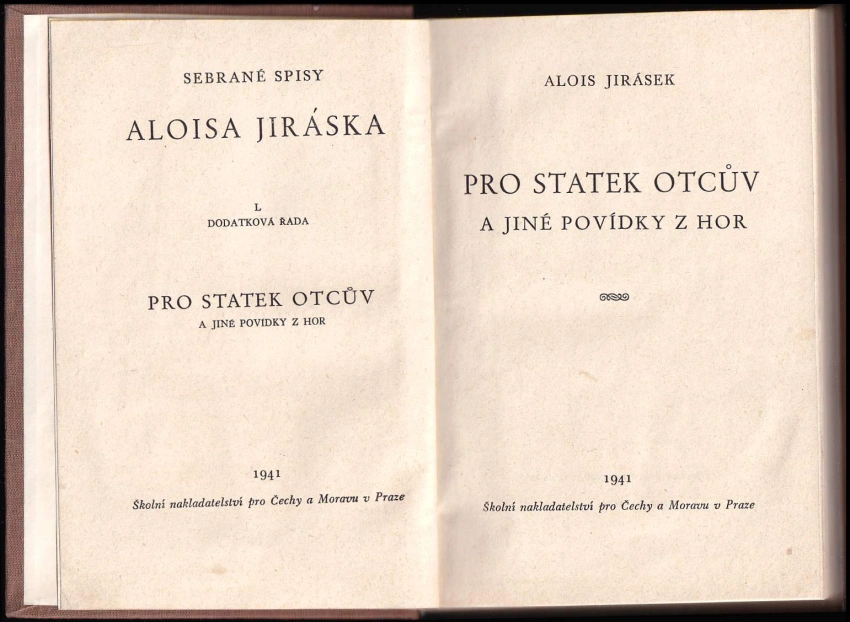 SEBRANÉ SPISY
ALOISA JIRÁSKA
L
DODATKOVÁ ŘADA
PRO STATEK OTCŮV
A JINÉ POVÍDKY Z HOR
1941
Školní nakladatelství pro Čechy a Moravu v Praze
ALOIS JIRÁSEK
PRO STATEK OTCŮV
A JINÉ POVÍDKY Z HOR
1941
Školní nakladatelství pro Čechy a Moravu v Praze